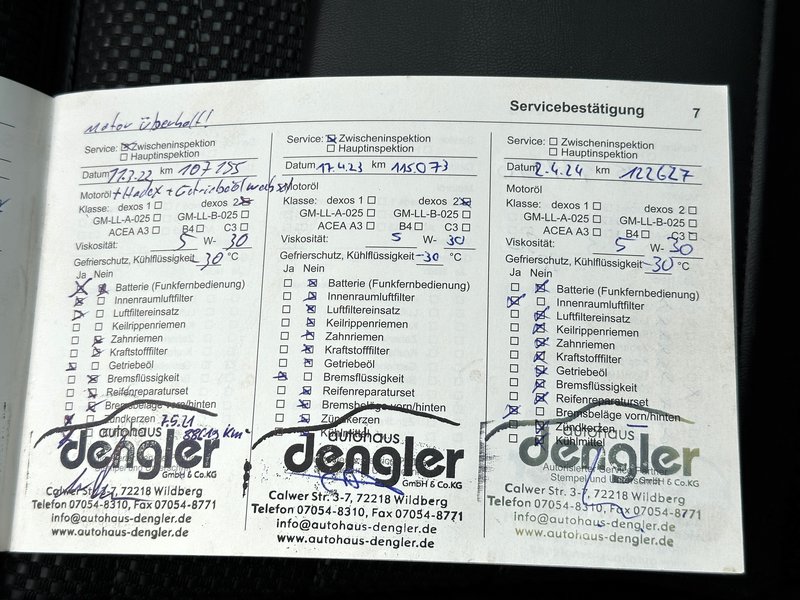 Servicebestätigung 7
Motor überholt!
Service: Zwischeninspektion
Hauptinspektion
Datum 11.3.22 km 107195
+Haldex +Getriebeöl wechsel
Motoröl
Klasse: dexos 1 dexos 2
GM-LL-A-025 GM-LL-B-025
ACEA A3 B4 C3
Viskosität: 5 W- 30
Gefrierschutz, Kühlflüssigkeit -30 °C
Ja Nein
Batterie (Funkfernbedienung)
Innenraumluftfilter
Luftfiltereinsatz
Keilrippenriemen
Zahnriemen
Kraftstofffilter
Getriebeöl
Bremsflüssigkeit
Reifenreparaturset
Bremsbeläge vorn/hinten
Zündkerzen 7.5.21
autohaus
dengler
GmbH & Co.KG
Calwer Str. 3-7, 72218 Wildberg
Telefon 07054-8310, Fax 07054-8771
info@autohaus-dengler.de
www.autohaus-dengler.de
Service: Zwischeninspektion
Hauptinspektion
Datum 17.4.23 km 115073
Motoröl
Klasse: dexos 1 dexos 2
GM-LL-A-025 GM-LL-B-025
ACEA A3 B4 C3
Viskosität: 5 W- 30
Gefrierschutz, Kühlflüssigkeit -30 °C
Ja Nein
Batterie (Funkfernbedienung)
Innenraumluftfilter
Luftfiltereinsatz
Keilrippenriemen
Zahnriemen
Kraftstofffilter
Getriebeöl
Bremsflüssigkeit
Reifenreparaturset
Bremsbeläge vorn/hinten
Zündkerzen
Kühlmittel
autohaus
dengler
GmbH & Co.KG
Calwer Str. 3-7, 72218 Wildberg
Telefon 07054-8310, Fax 07054-8771
info@autohaus-dengler.de
www.autohaus-dengler.de
Service: Zwischeninspektion
Hauptinspektion
Datum 2.4.24 km 122627
Motoröl
Klasse: dexos 1 dexos 2
GM-LL-A-025 GM-LL-B-025
ACEA A3 B4 C3
Viskosität: 5 W- 30
Gefrierschutz, Kühlflüssigkeit -30 °C
Ja Nein
Batterie (Funkfernbedienung)
Innenraumluftfilter
Luftfiltereinsatz
Keilrippenriemen
Zahnriemen
Kraftstofffilter
Getriebeöl
Bremsflüssigkeit
Reifenreparaturset
Bremsbeläge vorn/hinten
Zündkerzen
Kühlmittel
autohaus
dengler
GmbH & Co.KG
Calwer Str. 3-7, 72218 Wildberg
Telefon 07054-8310, Fax 07054-8771
info@autohaus-dengler.de
www.autohaus-dengler.de